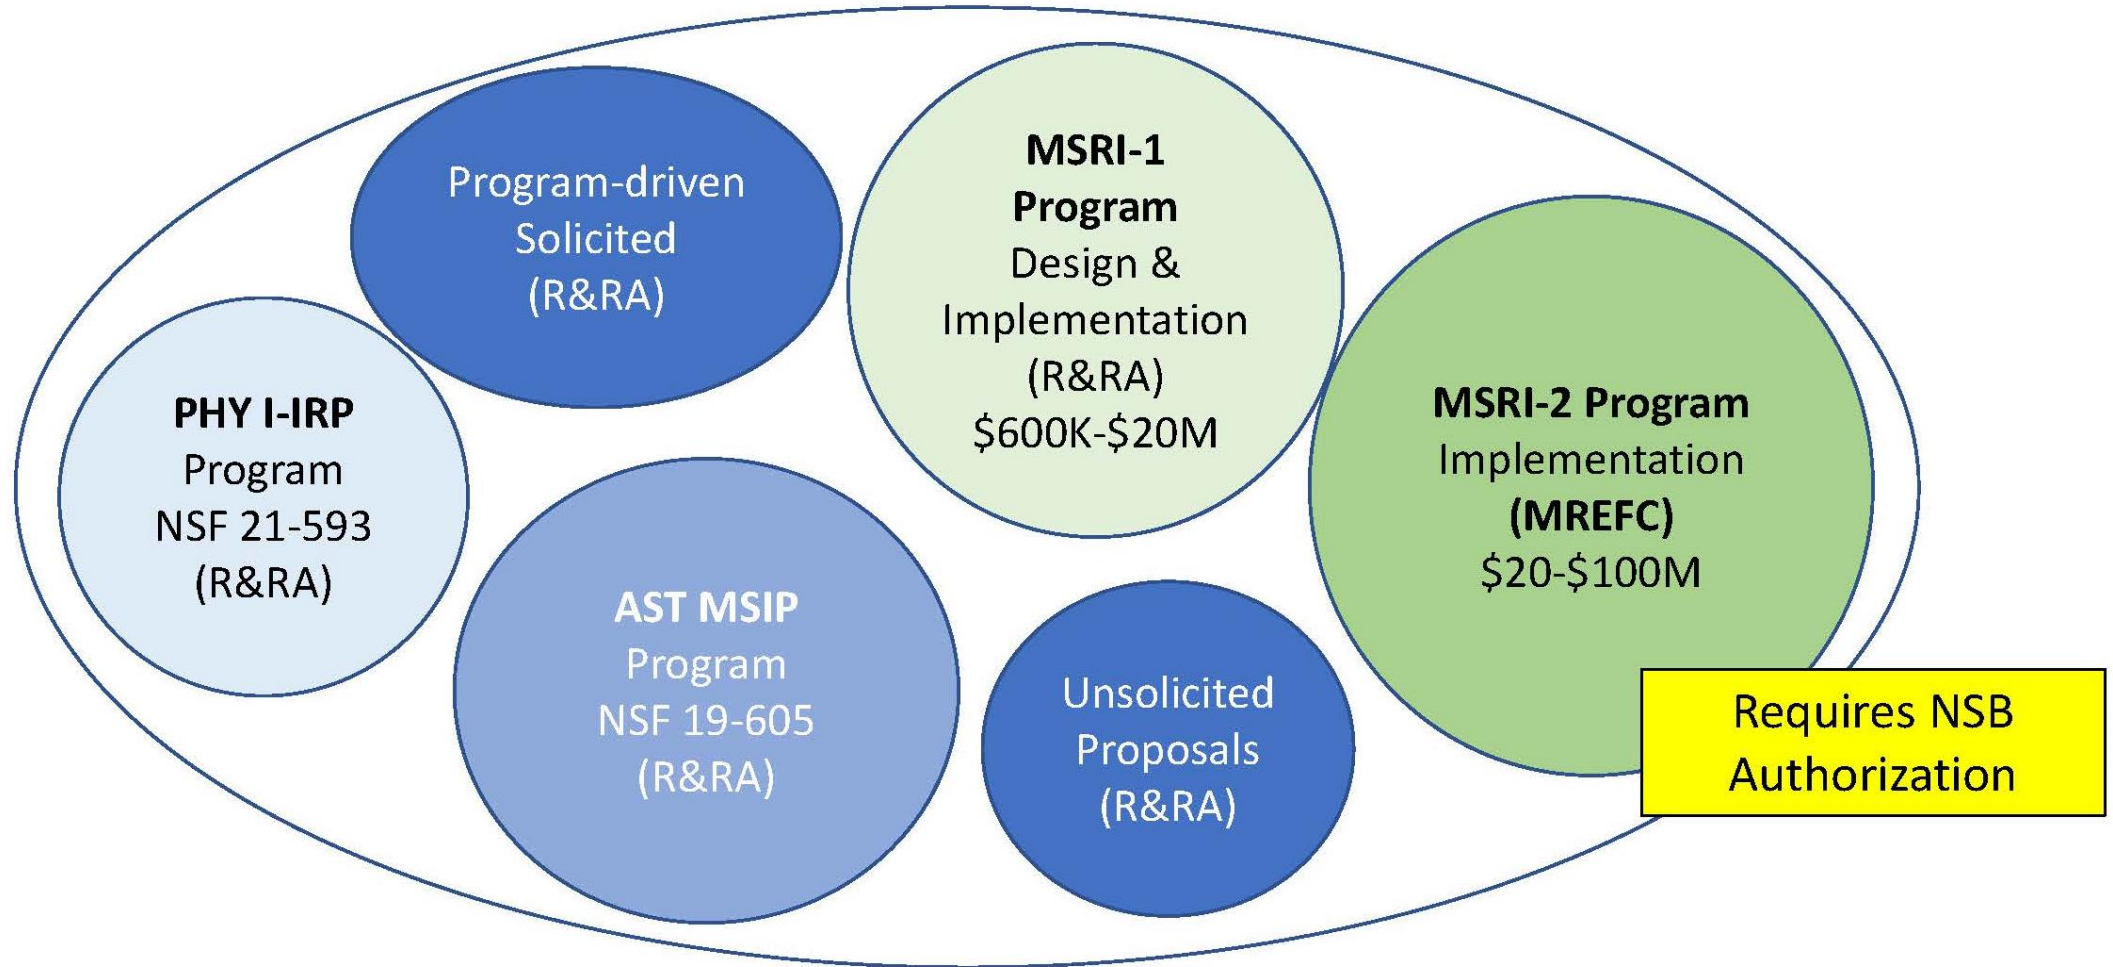 Program-driven
Solicited
(R&RA)
MSRI-1
Program
Design &
Implementation
(R&RA)
$600K-$20M
PHY I-IRP
Program
NSF 21-593
(R&RA)
MSRI-2 Program
Implementation
(MREFC)
$20-$100M
AST MSIP
Program
NSF 19-605
(R&RA)
Unsolicited
Proposals
(R&RA)
Requires NSB
Authorization